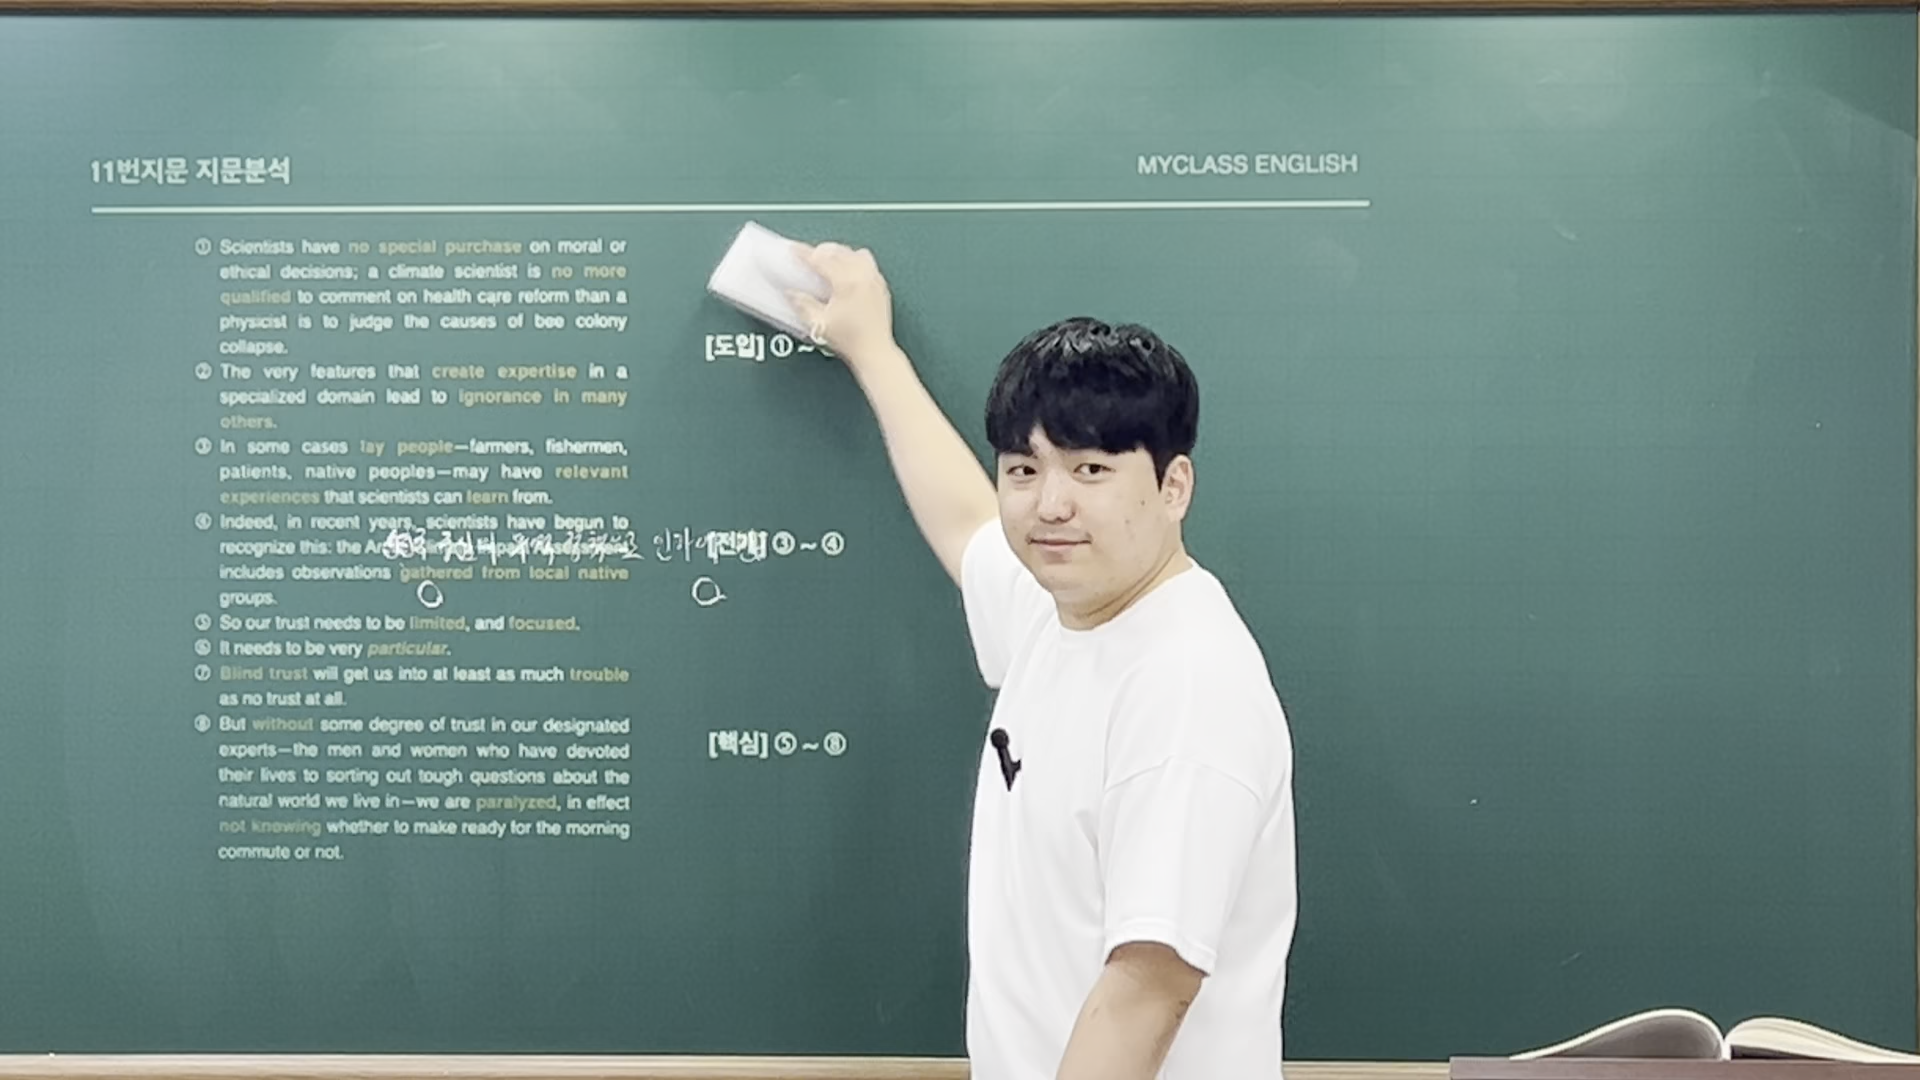 11번지문 지문분석
MYCLASS ENGLISH
① Scientists have no special purchase on moral or
ethical decisions; a climate scientist is no more
qualified to comment on health care reform than a
physicist is to judge the causes of bee colony
collapse.
② The very features that create expertise in a
specialized domain lead to ignorance in many
others.
③ In some cases lay people—farmers, fishermen,
patients, native peoples—may have relevant
experiences that scientists can learn from.
④ Indeed, in recent years, scientists have begun to
recognize this: the
includes observations gathered from local native
groups.
⑤ So our trust needs to be limited, and focused.
⑥ It needs to be very particular.
⑦ Blind trust will get us into at least as much trouble
as no trust at all.
⑧ But without some degree of trust in our designated
experts—the men and women who have devoted
their lives to sorting out tough questions about the
natural world we live in—we are paralyzed, in effect
not knowing whether to make ready for the morning
commute or not.
[도입] ① ~
[전개] ③ ~ ④
[핵심] ⑤ ~ ⑧